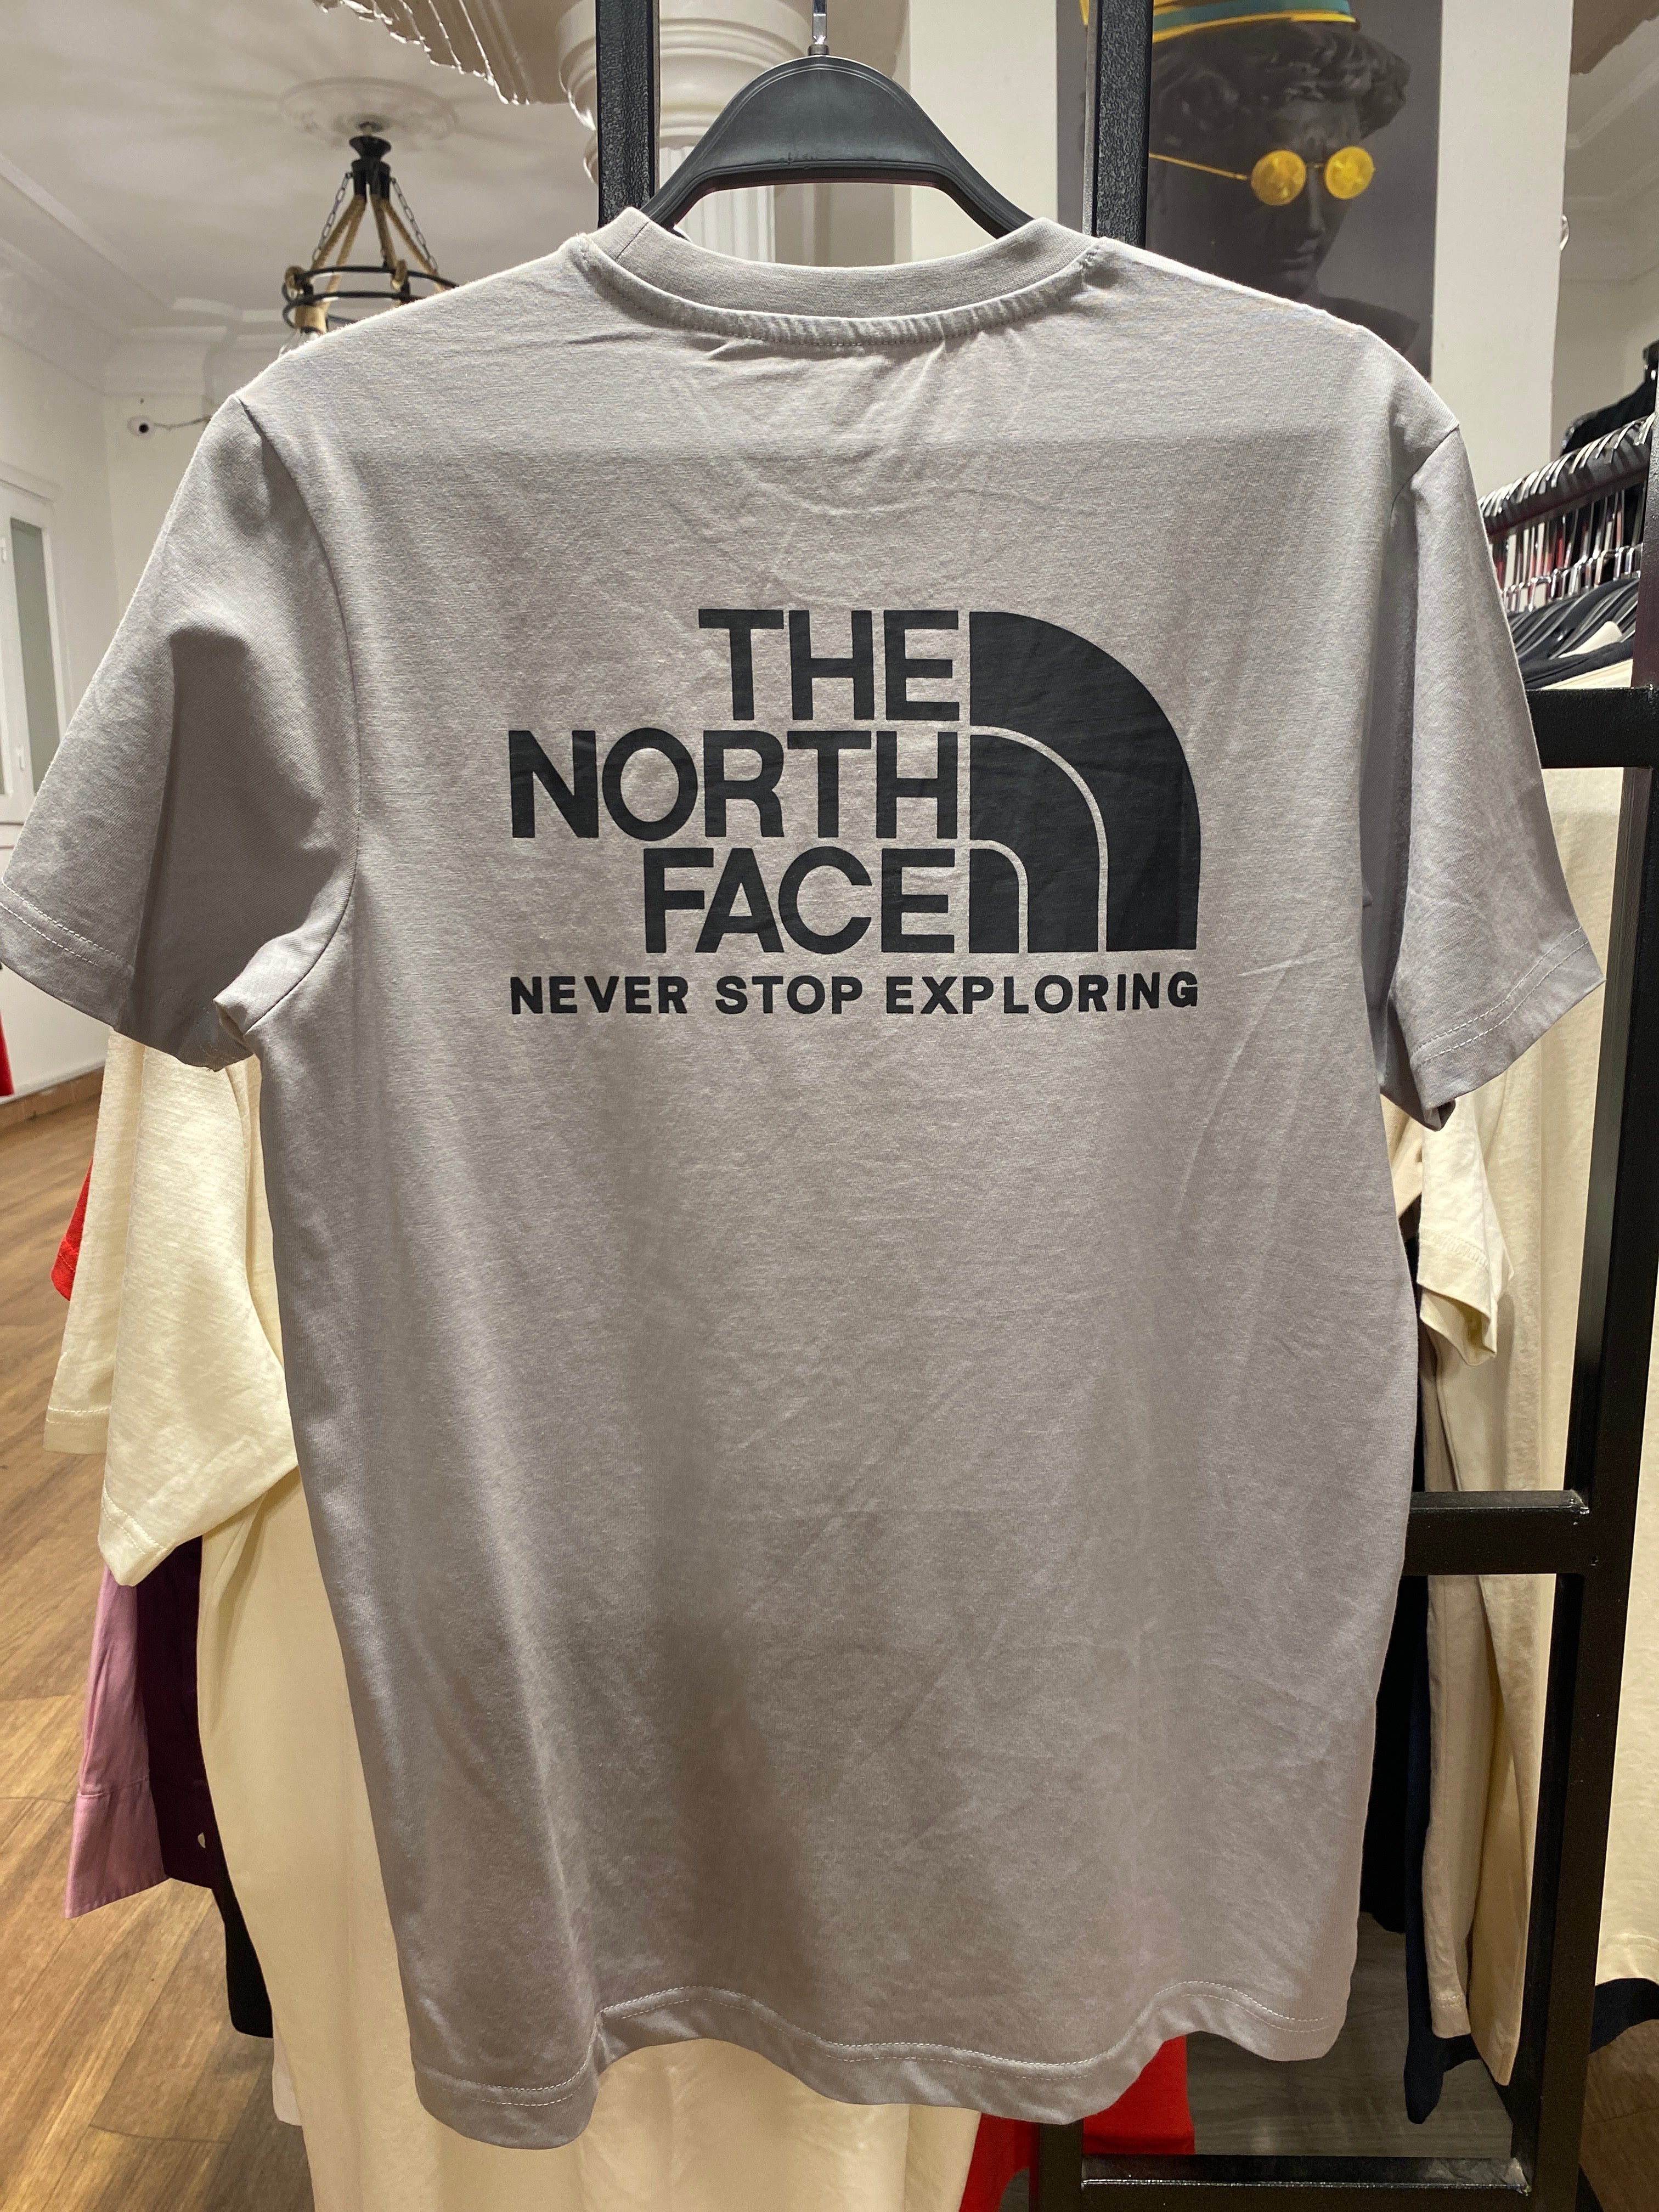 THE
NORTH
FACE
NEVER STOP EXPLORING